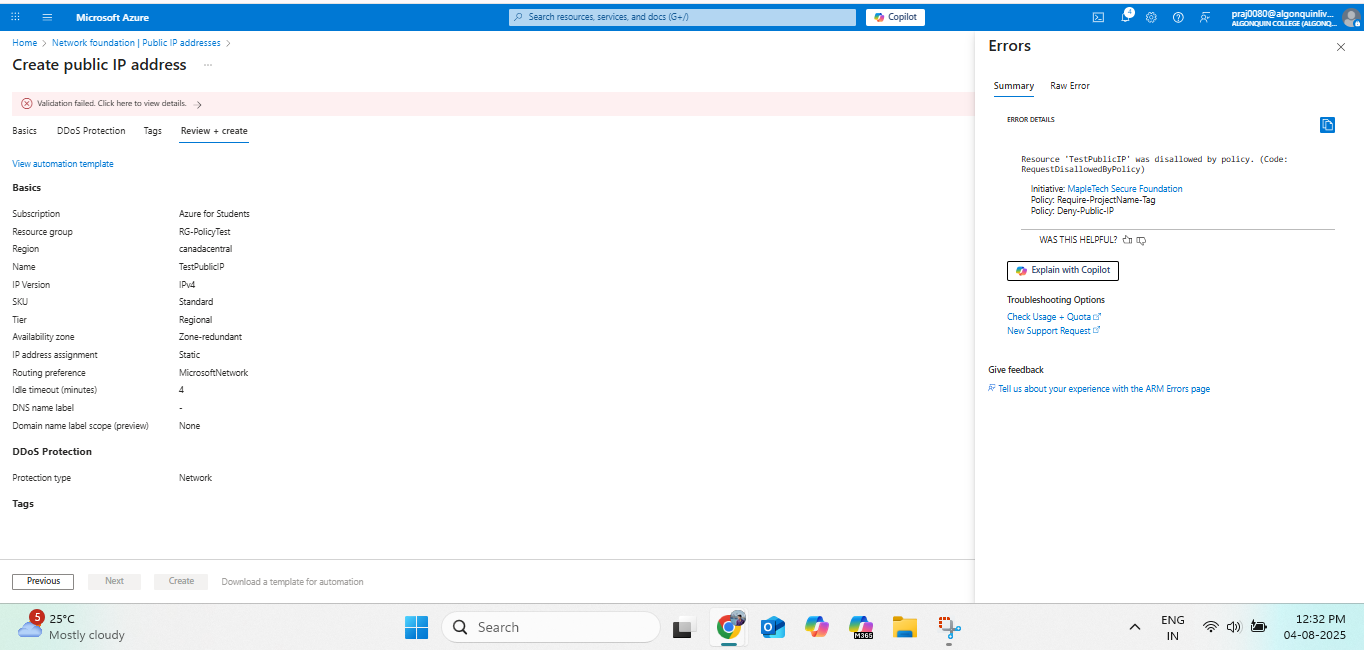 Microsoft Azure
Search resources, services, and docs (G+/)
Copilot
4
praj0080@algonquinliv...
ALGONQUIN COLLEGE (ALGONQ...
Home > Network foundation | Public IP addresses >
Create public IP address ...
Validation failed. Click here to view details. →
Basics DDoS Protection Tags Review + create
View automation template
Basics
Subscription Azure for Students
Resource group RG-PolicyTest
Region canadacentral
Name TestPublicIP
IP Version IPv4
SKU Standard
Tier Regional
Availability zone Zone-redundant
IP address assignment Static
Routing preference MicrosoftNetwork
Idle timeout (minutes) 4
DNS name label -
Domain name label scope (preview) None
DDoS Protection
Protection type Network
Tags
Previous Next Create Download a template for automation
Errors
Summary Raw Error
ERROR DETAILS
Resource 'TestPublicIP' was disallowed by policy. (Code:
RequestDisallowedByPolicy)
Initiative: MapleTech Secure Foundation
Policy: Require-ProjectName-Tag
Policy: Deny-Public-IP
WAS THIS HELPFUL?
Explain with Copilot
Troubleshooting Options
Check Usage + Quota
New Support Request
Give feedback
Tell us about your experience with the ARM Errors page
5
25°C
Mostly cloudy
Search
M365
ENG
IN
12:32 PM
04-08-2025